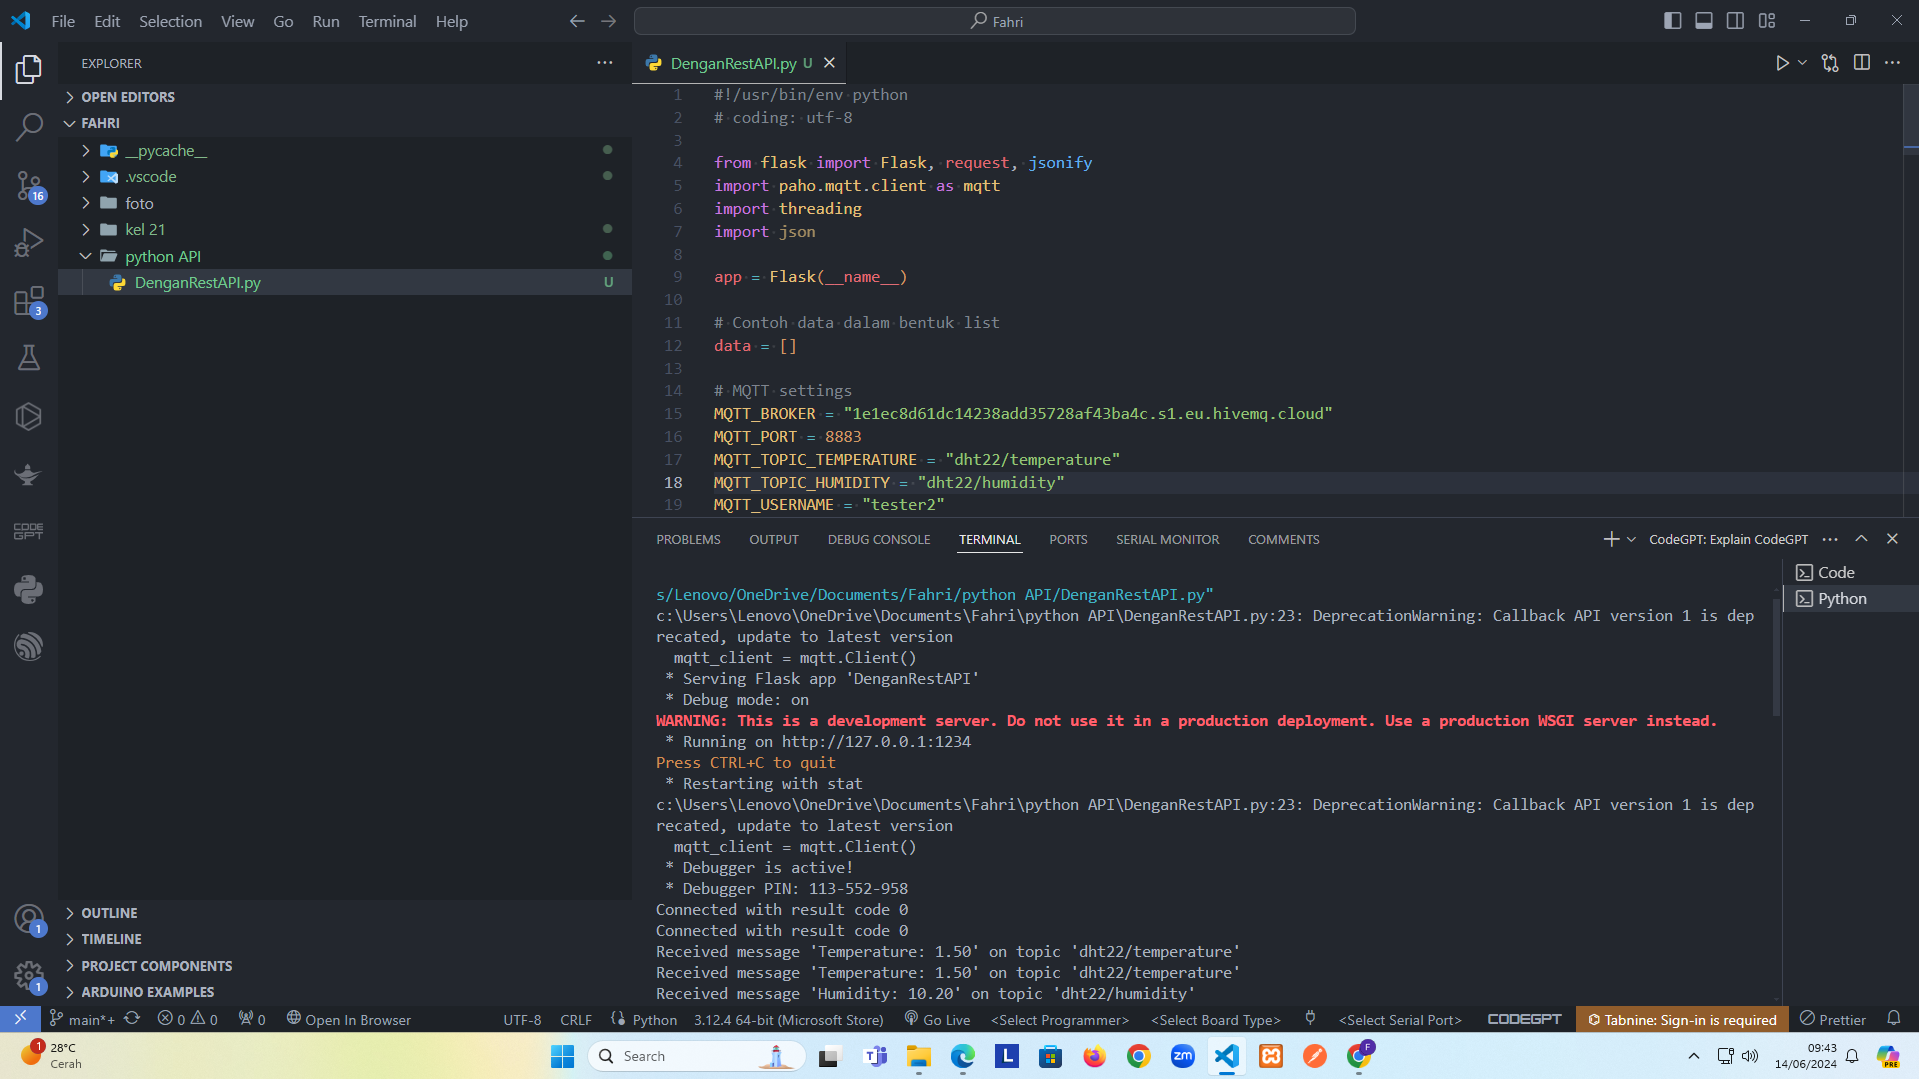 File Edit Selection View Go Run Terminal Help
Fahri
EXPLORER
OPEN EDITORS
FAHRI
__pycache__
.vscode
foto
kel 21
python API
DenganRestAPI.py U
OUTLINE
TIMELINE
PROJECT COMPONENTS
ARDUINO EXAMPLES
16
3
CODE
GPT
1
1
DenganRestAPI.py U
1 #!/usr/bin/env python
2 # coding: utf-8
3
4 from flask import Flask, request, jsonify
5 import paho.mqtt.client as mqtt
6 import threading
7 import json
8
9 app = Flask(__name__)
10
11 # Contoh data dalam bentuk list
12 data = []
13
14 # MQTT settings
15 MQTT_BROKER = "1e1ec8d61dc14238add35728af43ba4c.s1.eu.hivemq.cloud"
16 MQTT_PORT = 8883
17 MQTT_TOPIC_TEMPERATURE = "dht22/temperature"
18 MQTT_TOPIC_HUMIDITY = "dht22/humidity"
19 MQTT_USERNAME = "tester2"
PROBLEMS OUTPUT DEBUG CONSOLE TERMINAL PORTS SERIAL MONITOR COMMENTS
CodeGPT: Explain CodeGPT
Code
Python
s/Lenovo/OneDrive/Documents/Fahri/python API/DenganRestAPI.py"
c:\Users\Lenovo\OneDrive\Documents\Fahri\python API\DenganRestAPI.py:23: DeprecationWarning: Callback API version 1 is dep
recated, update to latest version
mqtt_client = mqtt.Client()
* Serving Flask app 'DenganRestAPI'
* Debug mode: on
WARNING: This is a development server. Do not use it in a production deployment. Use a production WSGI server instead.
* Running on http://127.0.0.1:1234
Press CTRL+C to quit
* Restarting with stat
c:\Users\Lenovo\OneDrive\Documents\Fahri\python API\DenganRestAPI.py:23: DeprecationWarning: Callback API version 1 is dep
recated, update to latest version
mqtt_client = mqtt.Client()
* Debugger is active!
* Debugger PIN: 113-552-958
Connected with result code 0
Connected with result code 0
Received message 'Temperature: 1.50' on topic 'dht22/temperature'
Received message 'Temperature: 1.50' on topic 'dht22/temperature'
Received message 'Humidity: 10.20' on topic 'dht22/humidity'
main*+ 0 0 0 Open In Browser UTF-8 CRLF Python 3.12.4 64-bit (Microsoft Store) Go Live <Select Programmer> <Select Board Type> <Select Serial Port> CODEGPT Tabnine: Sign-in is required Prettier
1
28°C
Cerah
Search
L
zm
F
09:43
14/06/2024
PRE